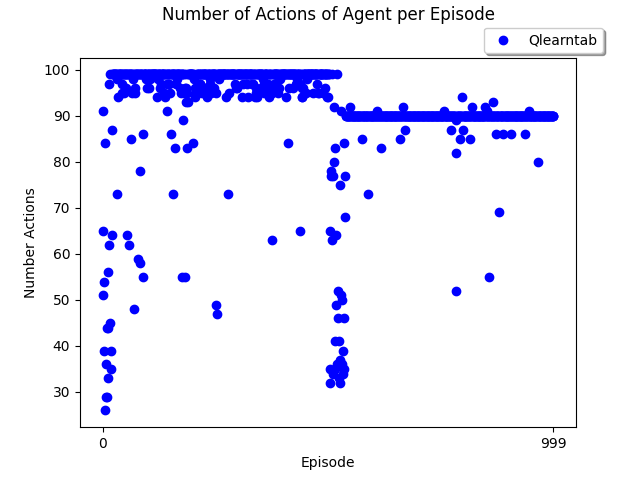 Number of Actions of Agent per Episode
Qlearntab
100
90
80
70
60
50
40
30
Number Actions
0
999
Episode